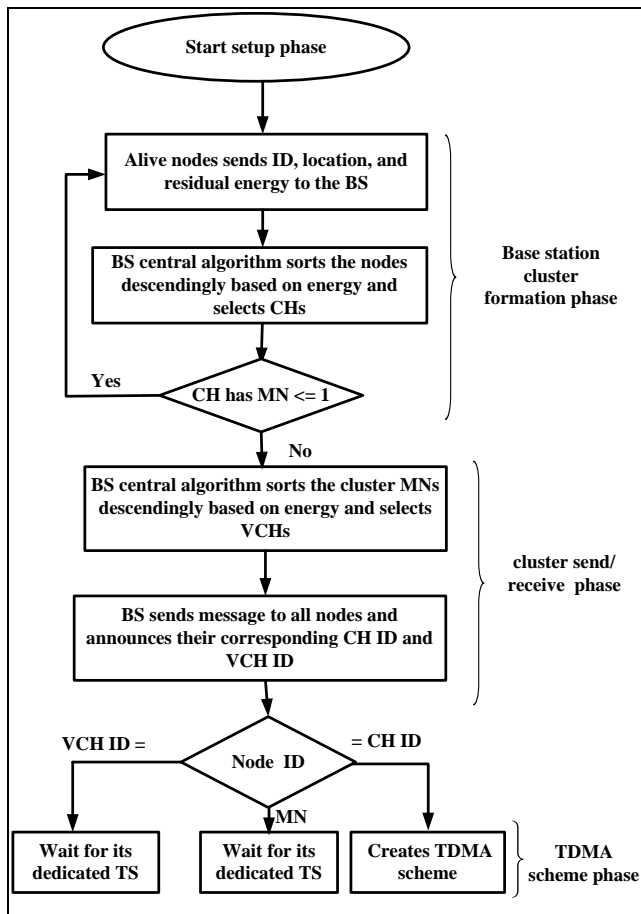 Start setup phase
Alive nodes sends ID, location, and
residual energy to the BS
BS central algorithm sorts the nodes
descendingly based on energy and
selects CHs
Base station
cluster
formation phase
Yes
CH has MN <= 1
No
BS central algorithm sorts the cluster MNs
descendingly based on energy and selects
VCHs
cluster send/
receive phase
BS sends message to all nodes and
announces their corresponding CH ID and
VCH ID
VCH ID =
Node ID
= CH ID
MN
Wait for its
dedicated TS
Wait for its
dedicated TS
Creates TDMA
scheme
TDMA
scheme phase